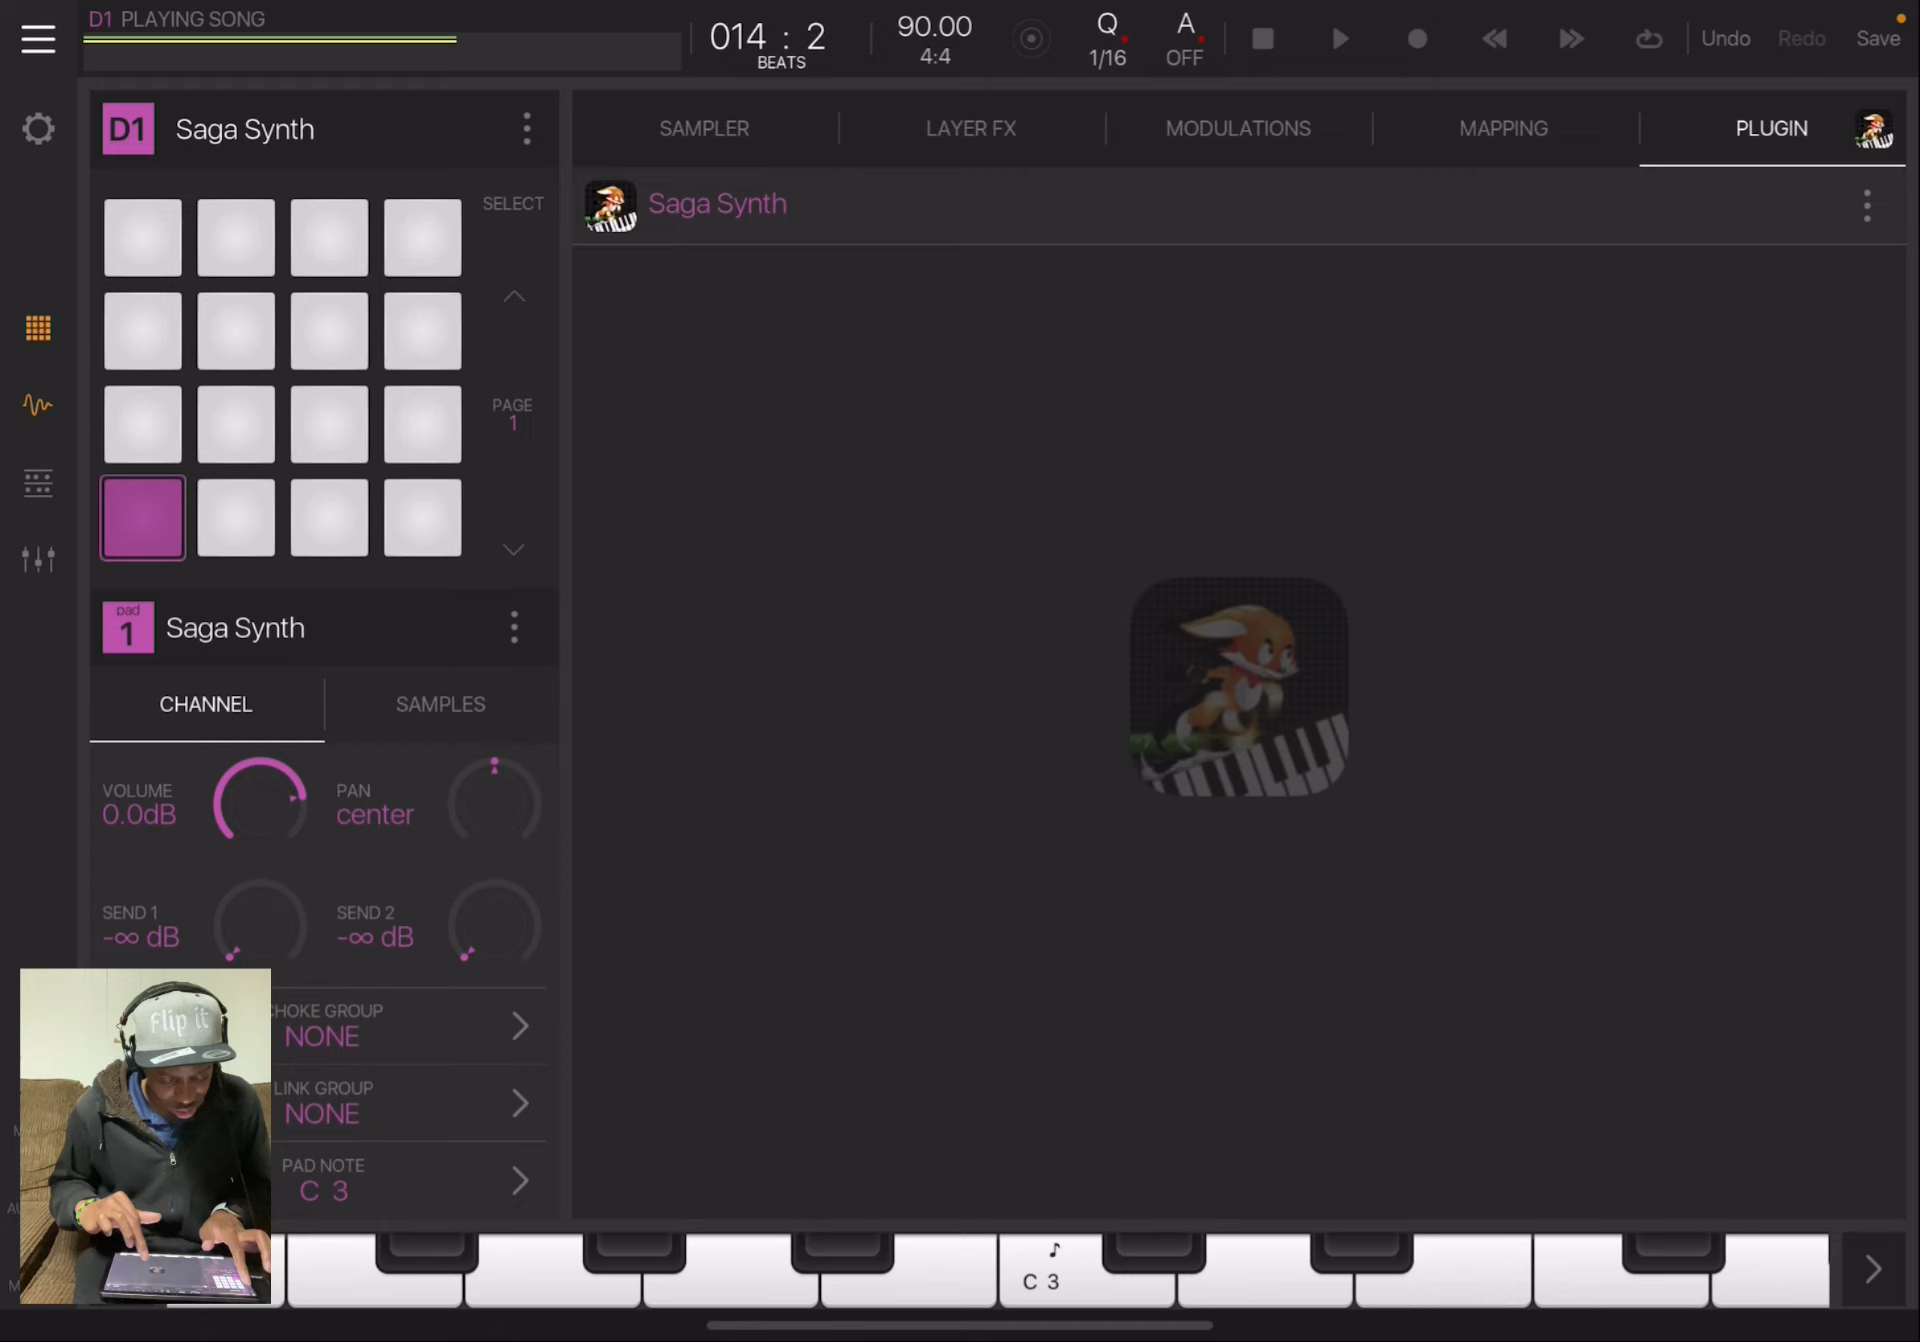 D1 PLAYING SONG
014 : 2
BEATS
90.00
4:4
Q
1/16
A
OFF
Undo
Redo
Save
D1 Saga Synth
SELECT
PAGE
1
pad
1
Saga Synth
CHANNEL
SAMPLES
VOLUME
0.0dB
PAN
center
SEND 1
-∞ dB
SEND 2
-∞ dB
HOKE GROUP
NONE
LINK GROUP
NONE
PAD NOTE
C 3
SAMPLER
LAYER FX
MODULATIONS
MAPPING
PLUGIN
Saga Synth
flip it
C 3